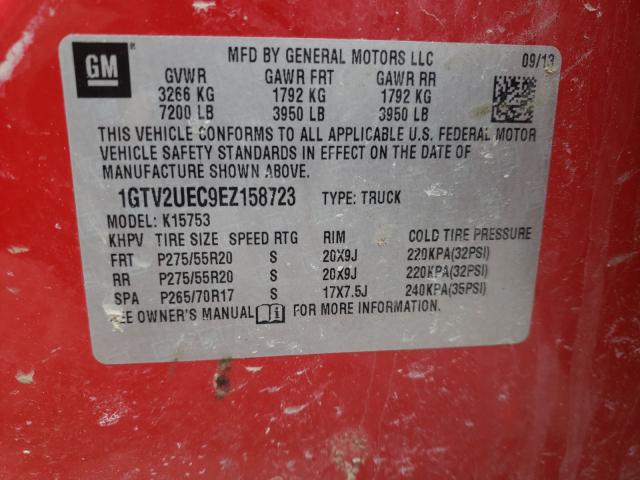 GM
MFD BY GENERAL MOTORS LLC 09/13
GVWR GAWR FRT GAWR RR
3266 KG 1792 KG 1792 KG
7200 LB 3950 LB 3950 LB
THIS VEHICLE CONFORMS TO ALL APPLICABLE U.S. FEDERAL MOTOR
VEHICLE SAFETY STANDARDS IN EFFECT ON THE DATE OF
MANUFACTURE SHOWN ABOVE.
1GTV2UEC9EZ158723 TYPE: TRUCK
MODEL: K15753
KHPV TIRE SIZE SPEED RTG RIM COLD TIRE PRESSURE
FRT P275/55R20 S 20X9J 220KPA(32PSI)
RR P275/55R20 S 20X9J 220KPA(32PSI)
SPA P265/70R17 S 17X7.5J 240KPA(35PSI)
SEE OWNER'S MANUAL FOR MORE INFORMATION.